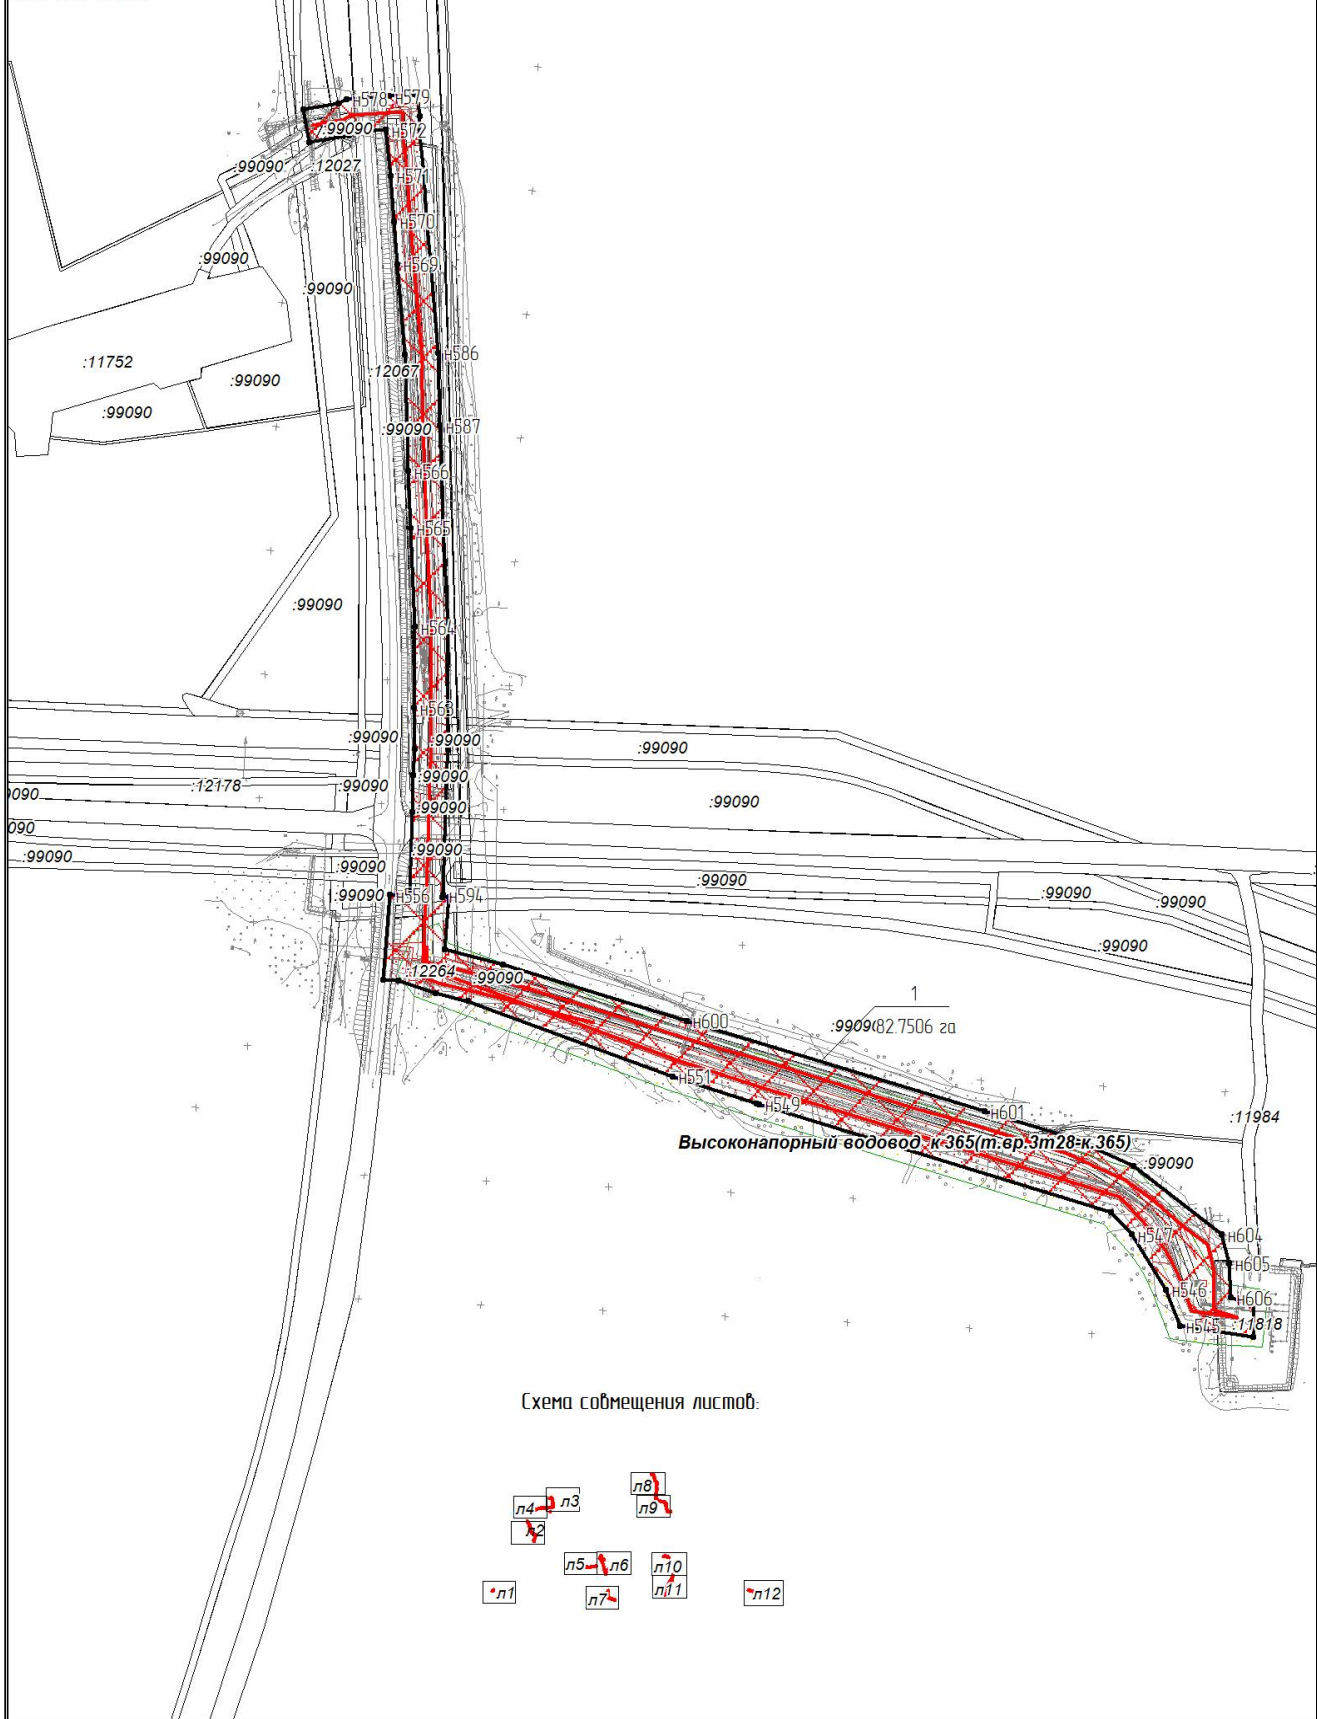 н578
н579
:99090
н572
:99090
:12027
н571
н570
:99090
н569
:99090
н586
:11752
:12067
:99090
:99090
:99090
н587
н566
н565
:99090
н564
н563
:99090
:99090
:99090
:99090
:12178
:99090
:99090
:99090
:99090
:99090
:99090
:99090
:99090
:99090
:99090
н556
н594
:99090
:99090
:12264
:99090
1
82.7506 га
н600
н551
н549
н601
:11984
Высоконапорный водовод к-365(т.вр.3т28-к.365)
:99090
н547
н604
н605
н546
н606
н545
:11818
Схема совмещения листов:
л8
л3
л4
л9
л2
л5
л6
л10
л11
л1
л7
л12